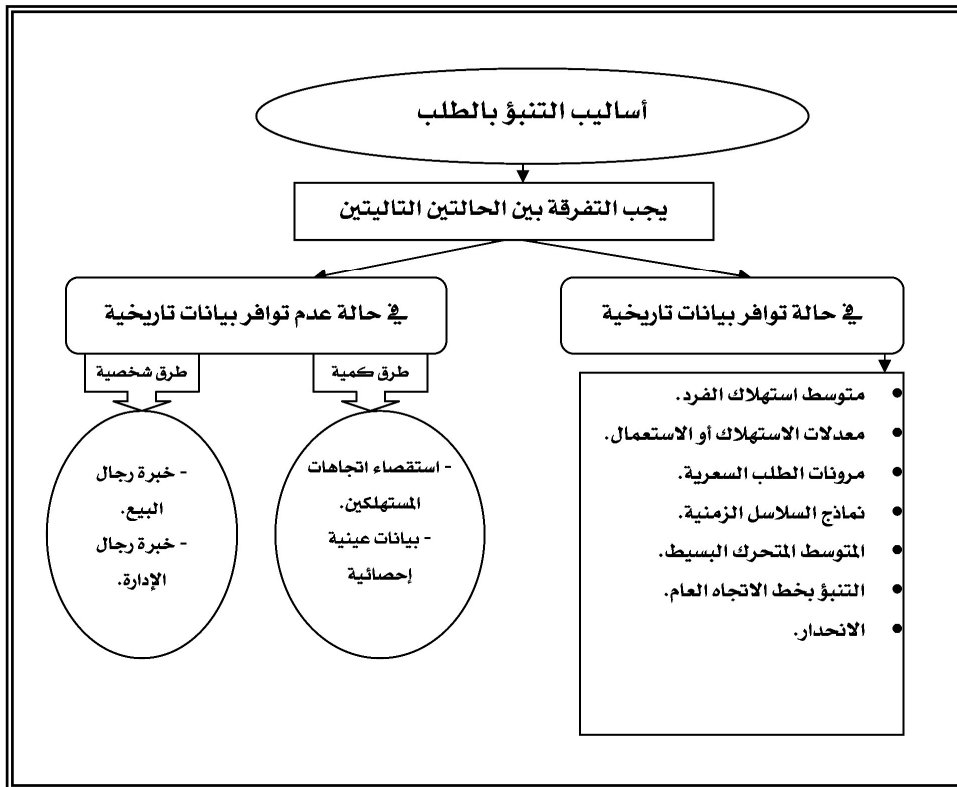 أساليب التنبؤ بالطلب
يجب التفرقة بين الحالتين التاليتين
في حالة توافر بيانات تاريخية
• متوسط استهلاك الفرد.
• معدلات الاستهلاك أو الاستعمال.
• مرونات الطلب السعرية.
• نماذج السلاسل الزمنية.
• المتوسط المتحرك البسيط.
• التنبؤ بخط الاتجاه العام.
• الانحدار.
في حالة عدم توافر بيانات تاريخية
طرق كمية
- استقصاء اتجاهات
المستهلكين.
- بيانات عينية
إحصائية
طرق شخصية
- خبرة رجال
البيع.
- خبرة رجال
الإدارة.